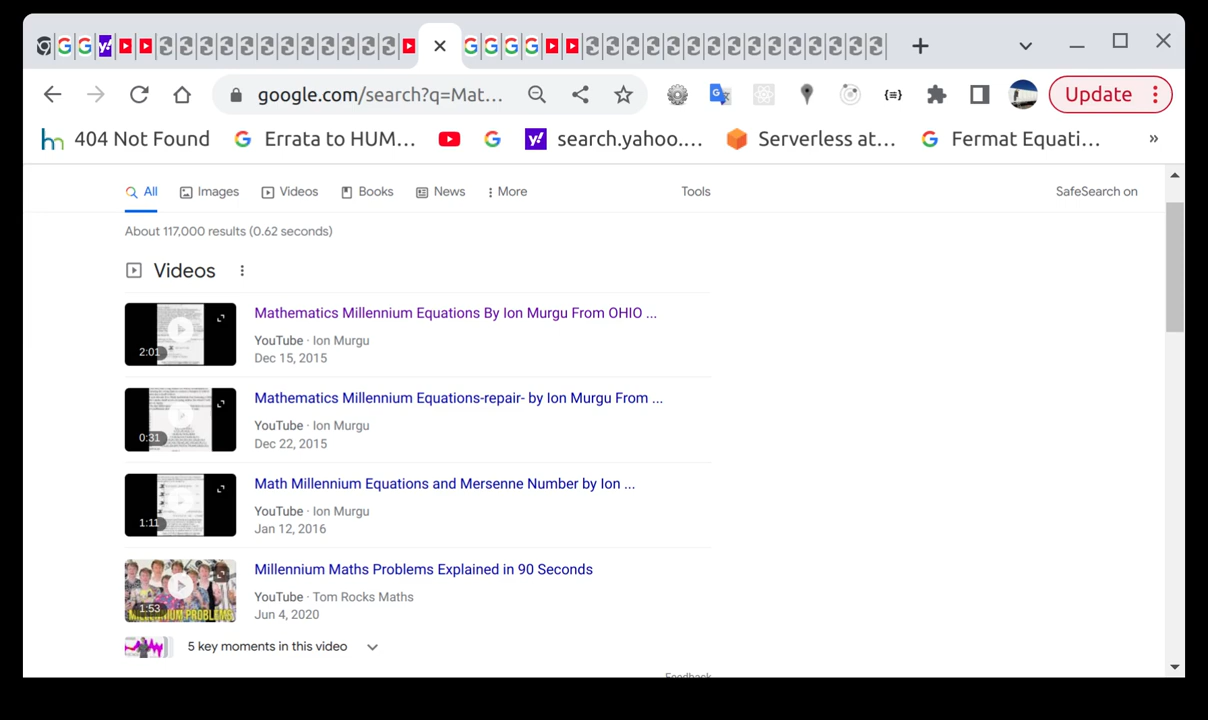 google.com/search?q=Mat...
Update
404 Not Found
Errata to HUM...
search.yahoo....
Serverless at...
Fermat Equati...
»
All
Images
Videos
Books
News
More
Tools
SafeSearch on
About 117,000 results (0.62 seconds)
Videos
Mathematics Millennium Equations By Ion Murgu From OHIO ...
YouTube · Ion Murgu
Dec 15, 2015
2:01
Mathematics Millennium Equations-repair- by Ion Murgu From ...
YouTube · Ion Murgu
Dec 22, 2015
0:31
Math Millennium Equations and Mersenne Number by Ion ...
YouTube · Ion Murgu
Jan 12, 2016
1:11
Millennium Maths Problems Explained in 90 Seconds
YouTube · Tom Rocks Maths
Jun 4, 2020
1:53
5 key moments in this video
Feedback